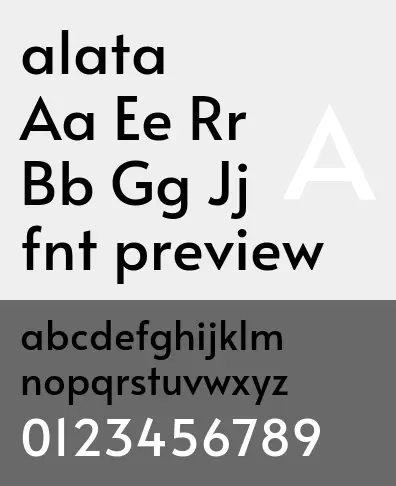 alata
Aa Ee Rr
A
Bb Gg Jj
fnt preview
abcdefghijklm
nopqrstuvwxyz
0123456789